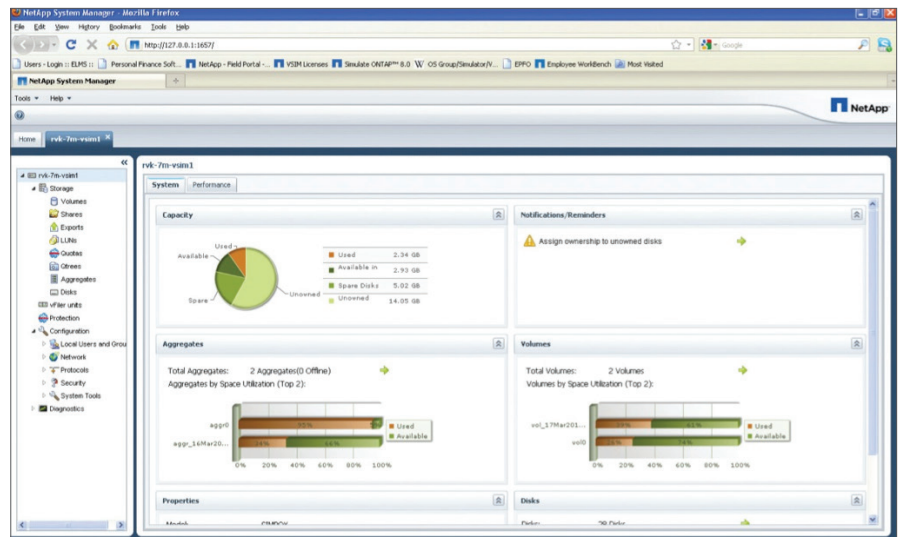 NetApp System Manager - Mozilla Firefox
File Edit View History Bookmarks Tools Help
http://127.0.0.1:1657/
Google
Users - Login :: ELMS :: Personal Finance Soft... NetApp - Field Portal -... VSIM Licenses Simulate ONTAP™ 8.0 OS Group/Simulator/V... EPPO Employee WorkBench Most Visited
NetApp System Manager
Tools Help
NetApp
Home rvk-7m-vsim1
rvk-7m-vsim1
Storage
Volumes
Shares
Exports
LUNs
Quotas
Qtrees
Aggregates
Disks
vFiler units
Protection
Configuration
Local Users and Grou
Network
Protocols
Security
System Tools
Diagnostics
rvk-7m-vsim1
System Performance
Capacity
Used
Available
Spare
Unowned
Used 2.34 GB
Available in 2.93 GB
Spare Disks 5.02 GB
Unowned 14.05 GB
Notifications/Reminders
Assign ownership to unowned disks
Aggregates
Total Aggregates: 2 Aggregates(0 Offline)
Aggregates by Space Utilization (Top 2):
aggr0 95%
aggr_16Mar20...
Used
Available
0% 20% 40% 60% 80% 100%
Volumes
Total Volumes: 2 Volumes
Volumes by Space Utilization (Top 2):
vol_17Mar201... 39% 61%
vol0 74%
Used
Available
0% 20% 40% 60% 80% 100%
Properties
Disks